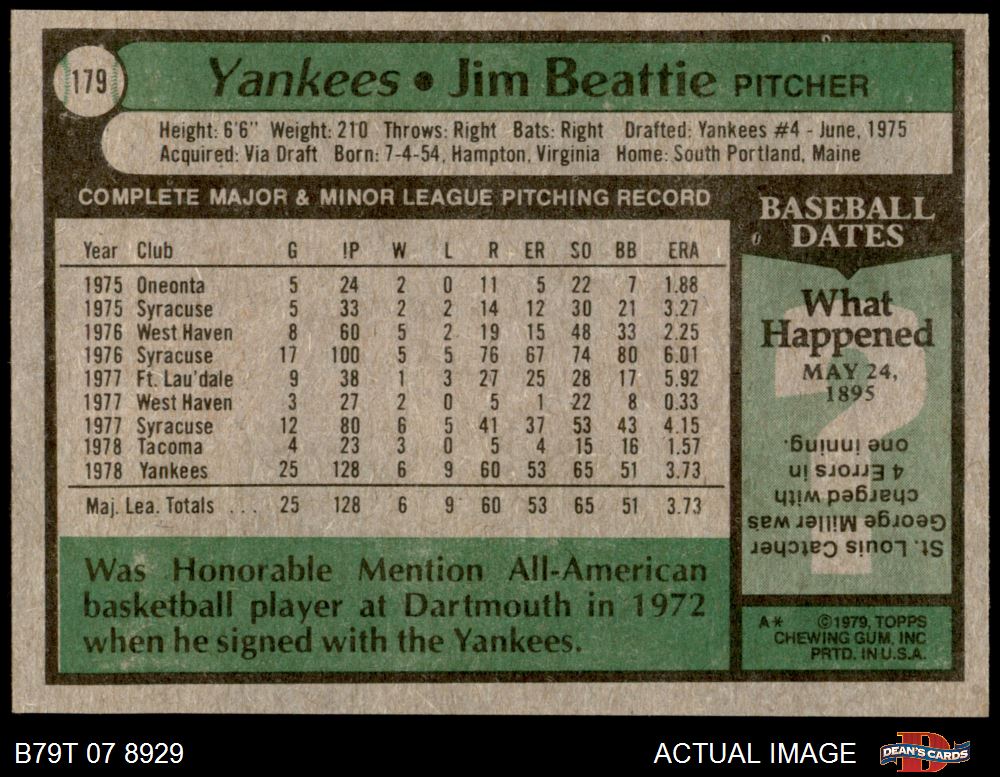 179
Yankees • Jim Beattie PITCHER
Height: 6'6" Weight: 210 Throws: Right Bats: Right Drafted: Yankees #4 - June, 1975
Acquired: Via Draft Born: 7-4-54, Hampton, Virginia Home: South Portland, Maine
COMPLETE MAJOR & MINOR LEAGUE PITCHING RECORD
Year Club G IP W L R ER SO BB ERA
1975 Oneonta 5 24 2 0 11 5 22 7 1.88
1975 Syracuse 5 33 2 2 14 12 30 21 3.27
1976 West Haven 8 60 5 2 19 15 48 33 2.25
1976 Syracuse 17 100 5 5 76 67 74 80 6.01
1977 Ft. Lau'dale 9 38 1 3 27 25 28 17 5.92
1977 West Haven 3 27 2 0 5 1 22 8 0.33
1977 Syracuse 12 80 6 5 41 37 53 43 4.15
1978 Tacoma 4 23 3 0 5 4 15 16 1.57
1978 Yankees 25 128 6 9 60 53 65 51 3.73
Maj. Lea. Totals ... 25 128 6 9 60 53 65 51 3.73
Was Honorable Mention All-American
basketball player at Dartmouth in 1972
when he signed with the Yankees.
BASEBALL
DATES
What
Happened
MAY 24,
1895
St. Louis Catcher
George Miller was
charged with
4 Errors in
one inning.
A* ©1979, TOPPS
CHEWING GUM, INC
PRTD. IN U.S.A.
B79T 07 8929
ACTUAL IMAGE
DEAN'S CARDS